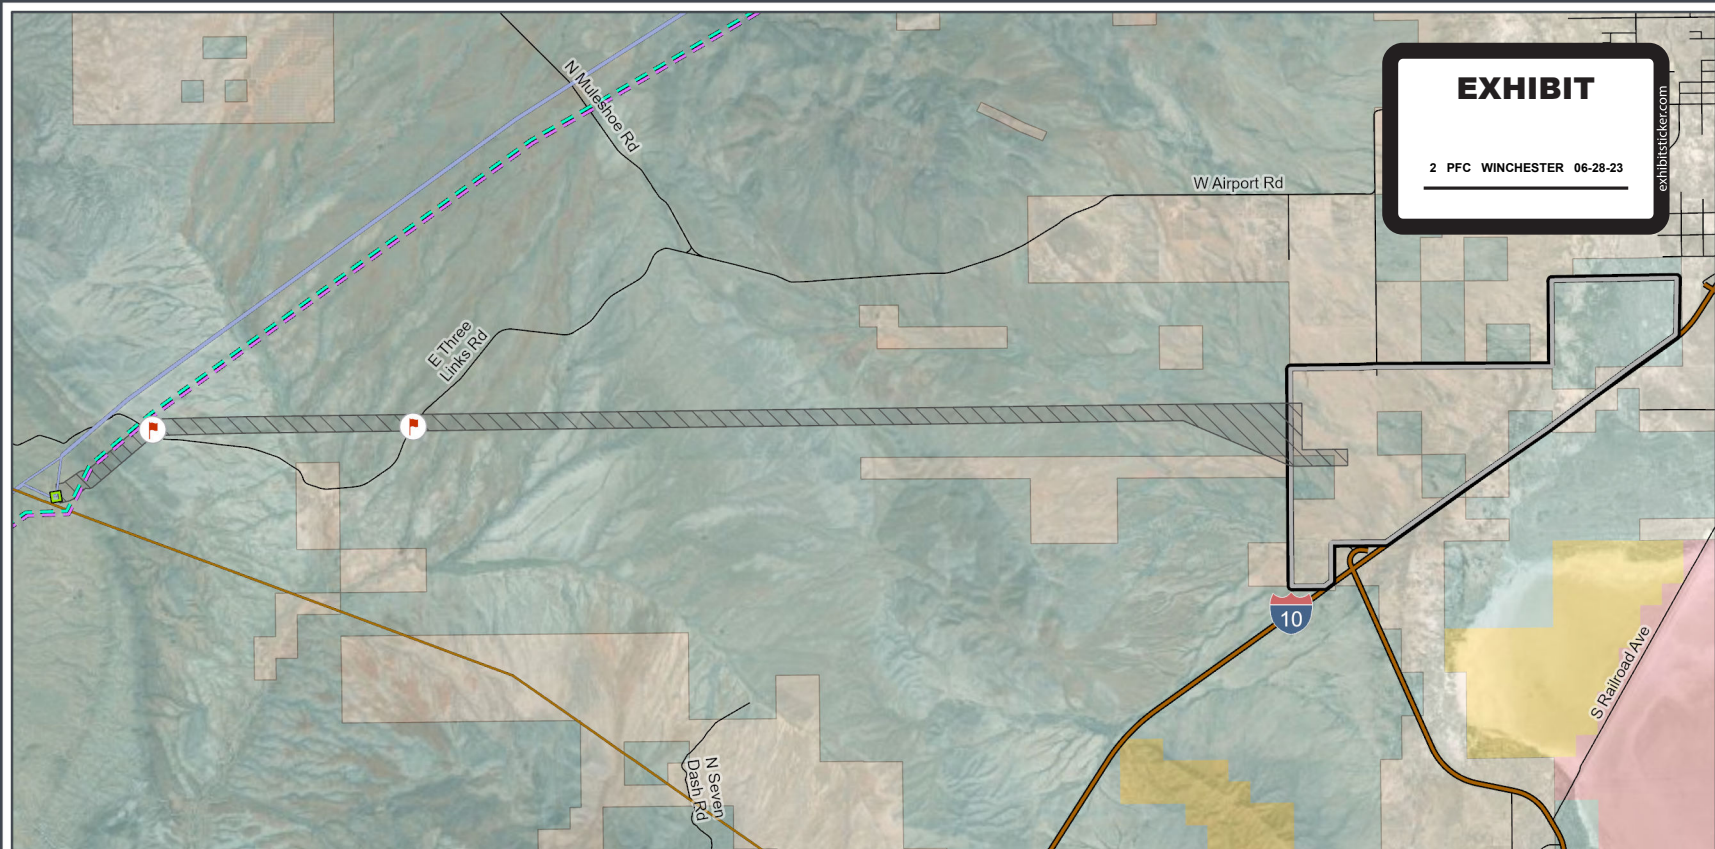 N Muleshoe Rd
EXHIBIT
2 PFC WINCHESTER 06-28-23
exhibitsticker.com
W Airport Rd
E Three
Links Rd
10
S Railroad Ave
N Seven
Dash Rd